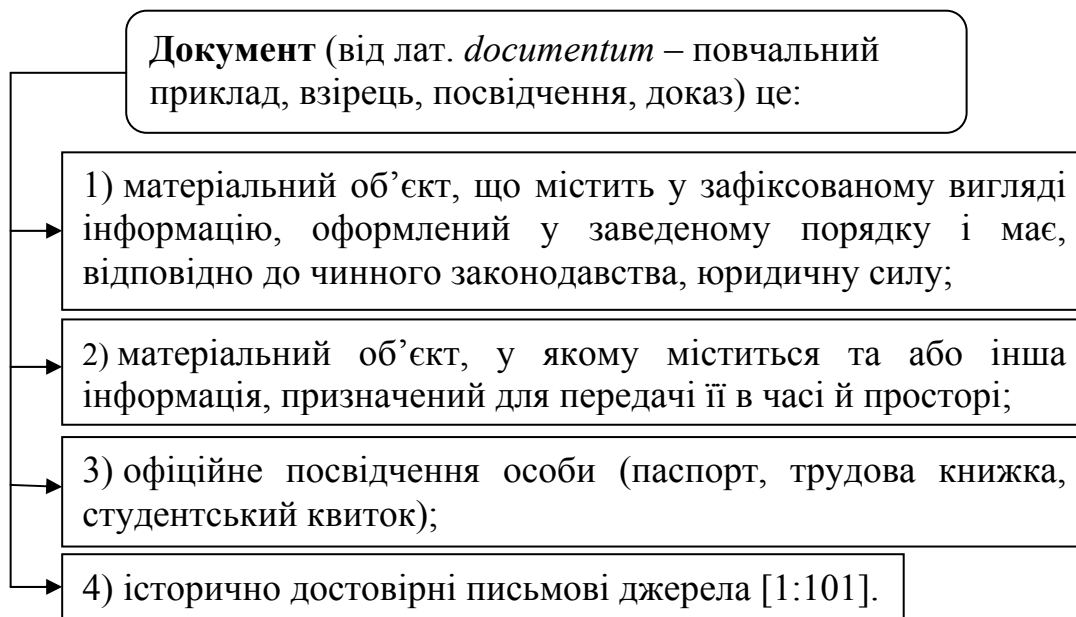 Документ (від лат. documentum – повчальний
приклад, взірець, посвідчення, доказ) це:
1) матеріальний об’єкт, що містить у зафіксованому вигляді
інформацію, оформлений у заведеному порядку і має,
відповідно до чинного законодавства, юридичну силу;
2) матеріальний об’єкт, у якому міститься та або інша
інформація, призначений для передачі її в часі й просторі;
3) офіційне посвідчення особи (паспорт, трудова книжка,
студентський квиток);
4) історично достовірні письмові джерела [1:101].